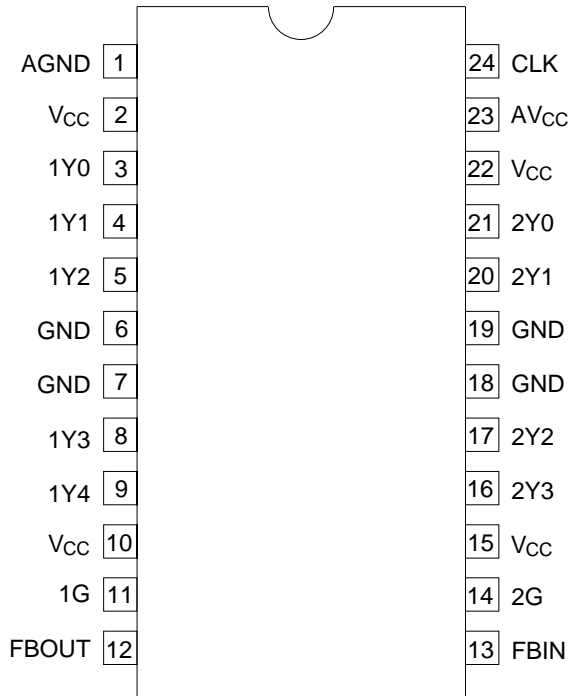 AGND 1 24 CLK
VCC 2 23 AVCC
1Y0 3 22 VCC
1Y1 4 21 2Y0
1Y2 5 20 2Y1
GND 6 19 GND
GND 7 18 GND
1Y3 8 17 2Y2
1Y4 9 16 2Y3
VCC 10 15 VCC
1G 11 14 2G
FBOUT 12 13 FBIN